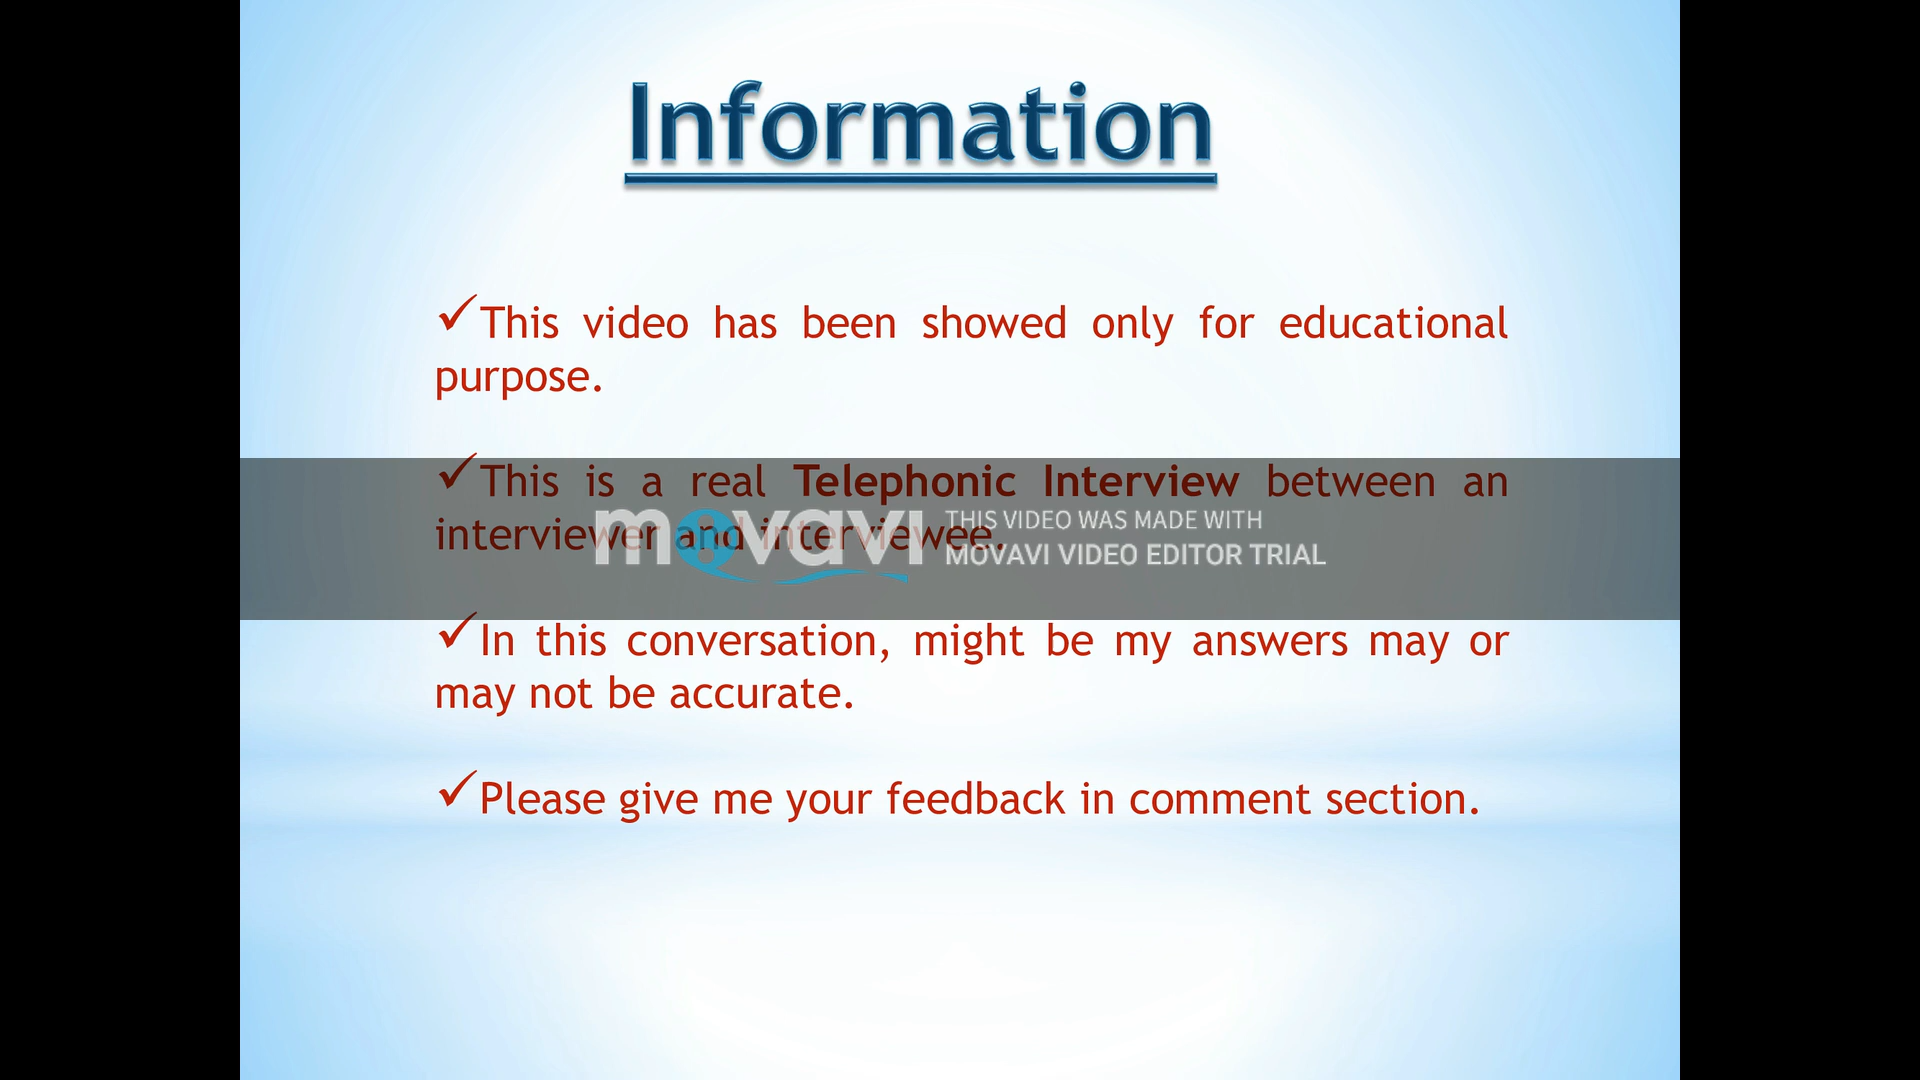 Information
✓This video has been showed only for educational
purpose.
✓This is a real Telephonic Interview between an
interviewer and interviewee.
movavi THIS VIDEO WAS MADE WITH
MOVAVI VIDEO EDITOR TRIAL
✓In this conversation, might be my answers may or
may not be accurate.
✓Please give me your feedback in comment section.